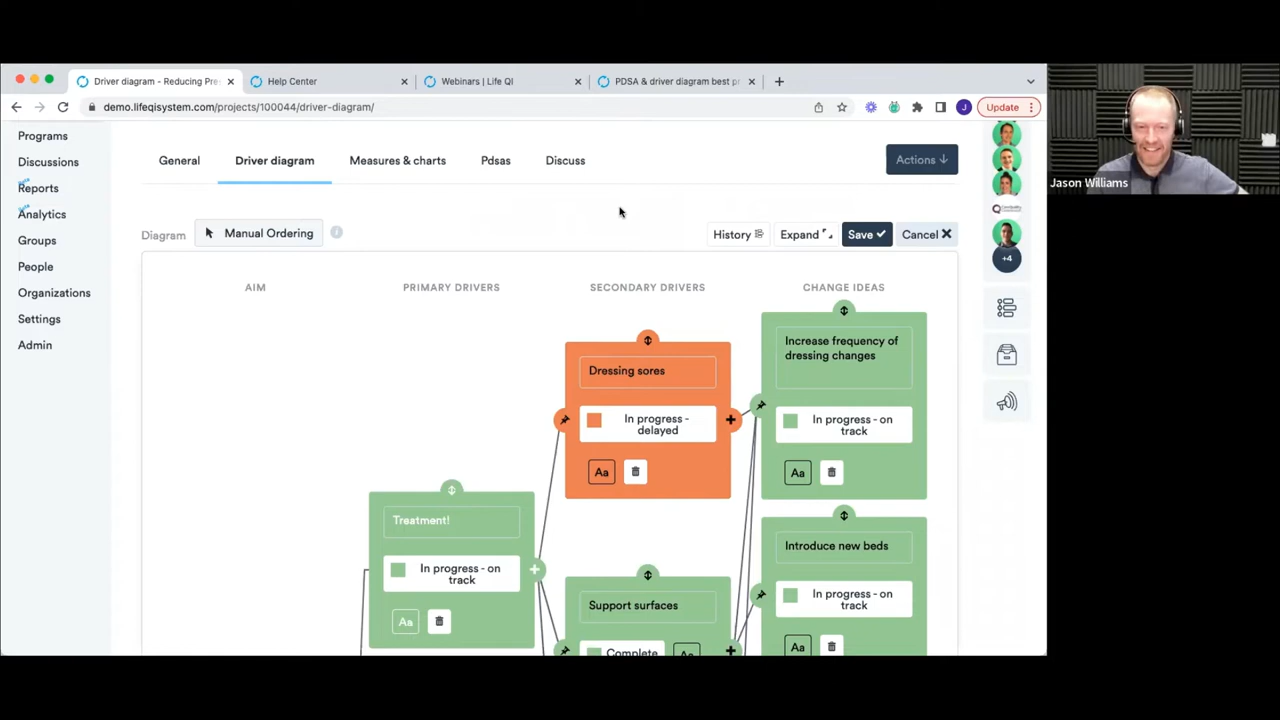 Driver diagram - Reducing Pre
Help Center
Webinars | Life QI
PDSA & driver diagram best pr
demo.lifeqisystem.com/projects/100044/driver-diagram/
J
Update
Programs
Discussions
Reports
Analytics
Groups
People
Organizations
Settings
Admin
General
Driver diagram
Measures & charts
Pdsas
Discuss
Actions
Diagram
Manual Ordering
History
Expand
Save
Cancel
AIM
PRIMARY DRIVERS
SECONDARY DRIVERS
CHANGE IDEAS
Treatment!
In progress - on
track
Aa
Dressing sores
In progress -
delayed
Aa
Support surfaces
Complete
Aa
Increase frequency of
dressing changes
In progress - on
track
Aa
Introduce new beds
In progress - on
track
Aa
+4
Jason Williams